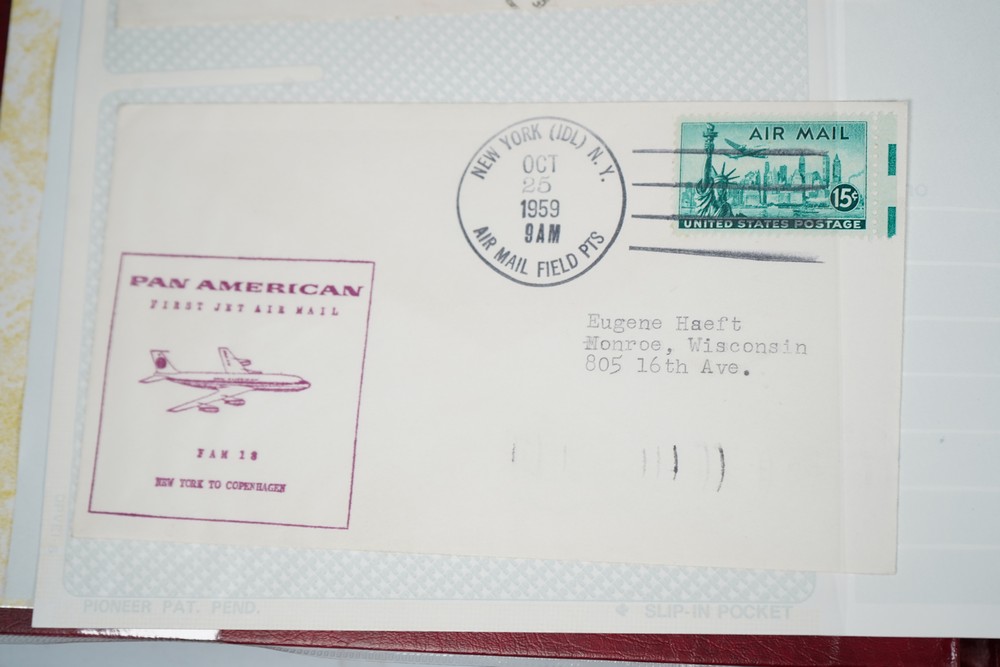 PAN AMERICAN
FIRST JET AIR MAIL
FAM 18
NEW YORK TO COPENHAGEN
NEW YORK (IDL) N.Y.
OCT
25
1959
9AM
AIR MAIL FIELD PTS
AIR MAIL
15¢
UNITED STATES POSTAGE
Eugene Haeft
Monroe, Wisconsin
805 16th Ave.
PIONEER PAT. PEND.
SLIP-IN POCKET